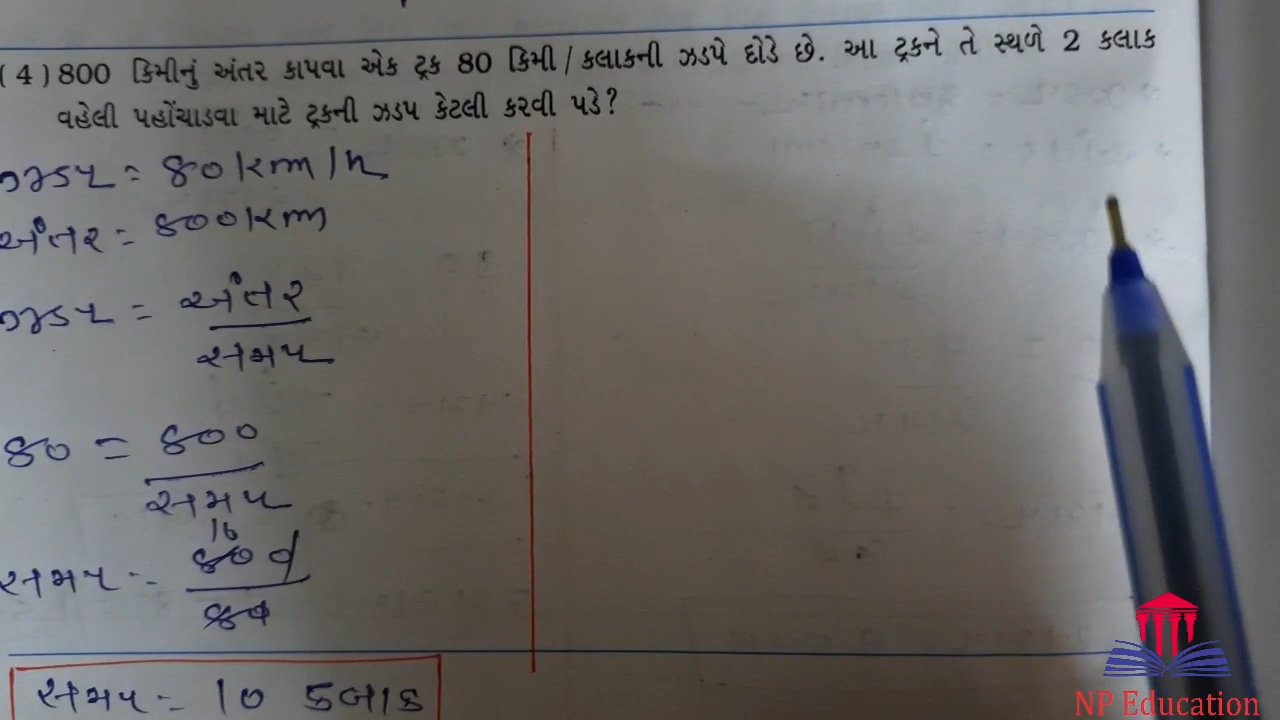 (4) 800 કિમીનું અંતર કાપવા એક ટ્રક 80 કિમી / કલાકની ઝડપે દોડે છે. આ ટ્રકને તે સ્થળે 2 કલાક
વહેલી પહોંચાડવા માટે ટ્રકની ઝડપ કેટલી કરવી પડે?
ઝડપ = 80 km/h
અંતર = 800 km
ઝડપ = અંતર
સમય
80 = 800
સમય
10
સમય = 800
80
સમય = 10 કલાક
NP Education